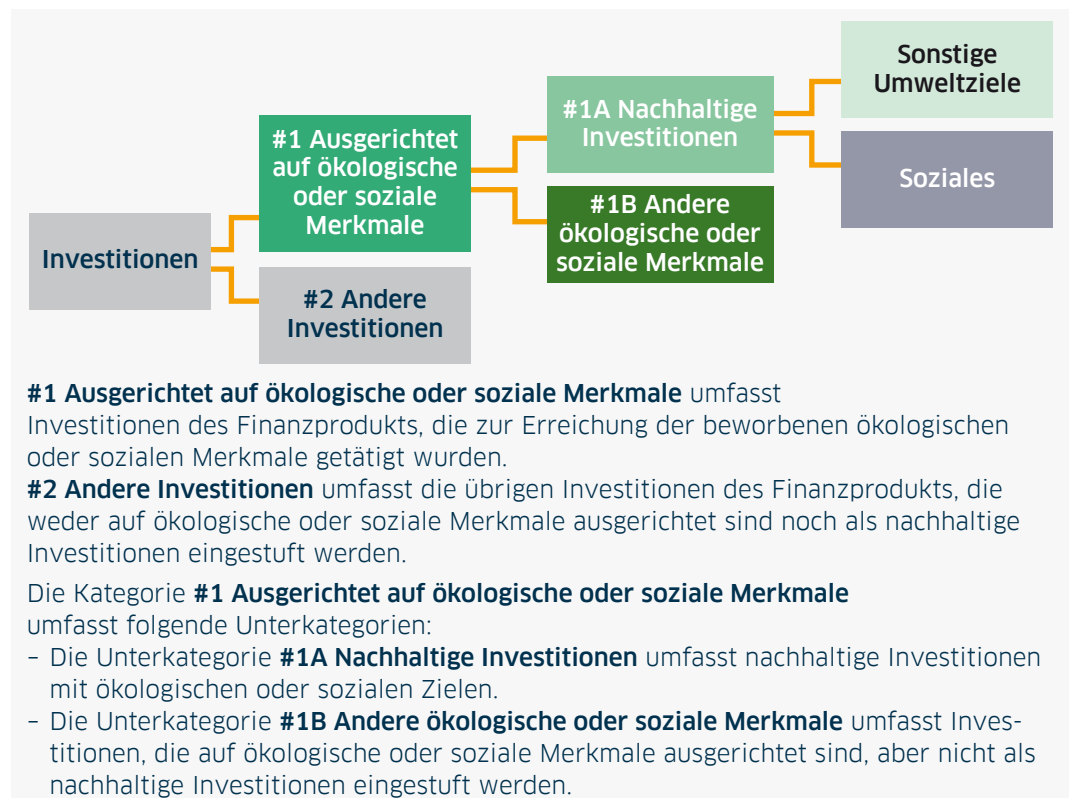 Sonstige
Umweltziele
#1A Nachhaltige
Investitionen
#1 Ausgerichtet
auf ökologische
oder soziale
Merkmale
Soziales
#1B Andere
ökologische oder
soziale Merkmale
Investitionen
#2 Andere
Investitionen
#1 Ausgerichtet auf ökologische oder soziale Merkmale umfasst
Investitionen des Finanzprodukts, die zur Erreichung der beworbenen ökologischen
oder sozialen Merkmale getätigt wurden.
#2 Andere Investitionen umfasst die übrigen Investitionen des Finanzprodukts, die
weder auf ökologische oder soziale Merkmale ausgerichtet sind noch als nachhaltige
Investitionen eingestuft werden.
Die Kategorie #1 Ausgerichtet auf ökologische oder soziale Merkmale
umfasst folgende Unterkategorien:
– Die Unterkategorie #1A Nachhaltige Investitionen umfasst nachhaltige Investitionen
mit ökologischen oder sozialen Zielen.
– Die Unterkategorie #1B Andere ökologische oder soziale Merkmale umfasst Inves-
titionen, die auf ökologische oder soziale Merkmale ausgerichtet sind, aber nicht als
nachhaltige Investitionen eingestuft werden.